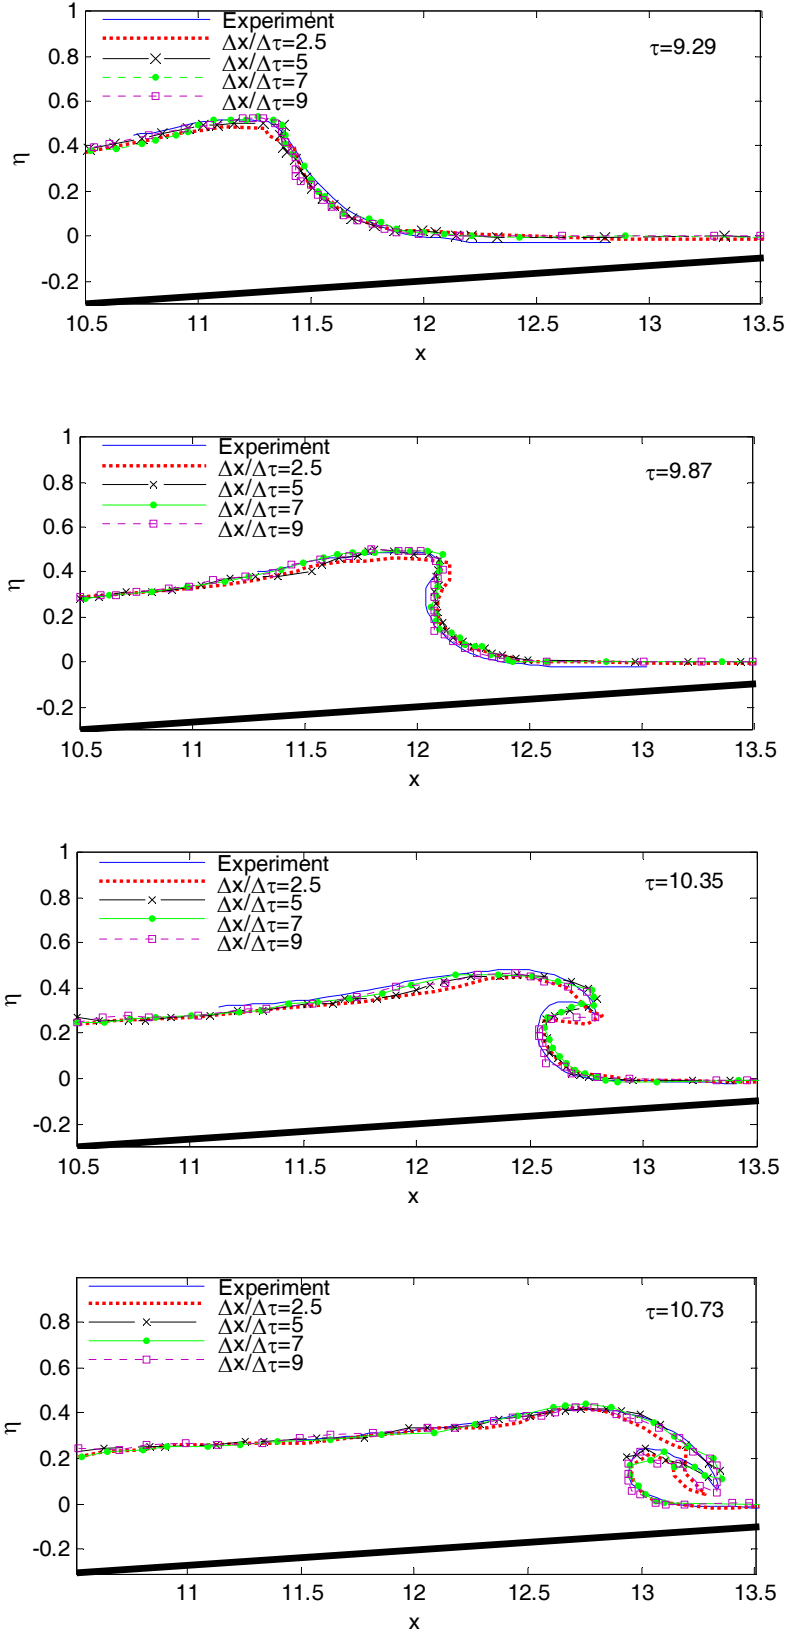 1
0.8
0.6
0.4
0.2
0
-0.2
η
Experiment
Δx/Δτ=2.5
Δx/Δτ=5
Δx/Δτ=7
Δx/Δτ=9
τ=9.29
10.5 11 11.5 12 12.5 13 13.5
x
1
0.8
0.6
0.4
0.2
0
-0.2
η
Experiment
Δx/Δτ=2.5
Δx/Δτ=5
Δx/Δτ=7
Δx/Δτ=9
τ=9.87
10.5 11 11.5 12 12.5 13 13.5
x
1
0.8
0.6
0.4
0.2
0
-0.2
η
Experiment
Δx/Δτ=2.5
Δx/Δτ=5
Δx/Δτ=7
Δx/Δτ=9
τ=10.35
10.5 11 11.5 12 12.5 13 13.5
x
0.8
0.6
0.4
0.2
0
-0.2
η
Experiment
Δx/Δτ=2.5
Δx/Δτ=5
Δx/Δτ=7
Δx/Δτ=9
τ=10.73
11 11.5 12 12.5 13 13.5
x